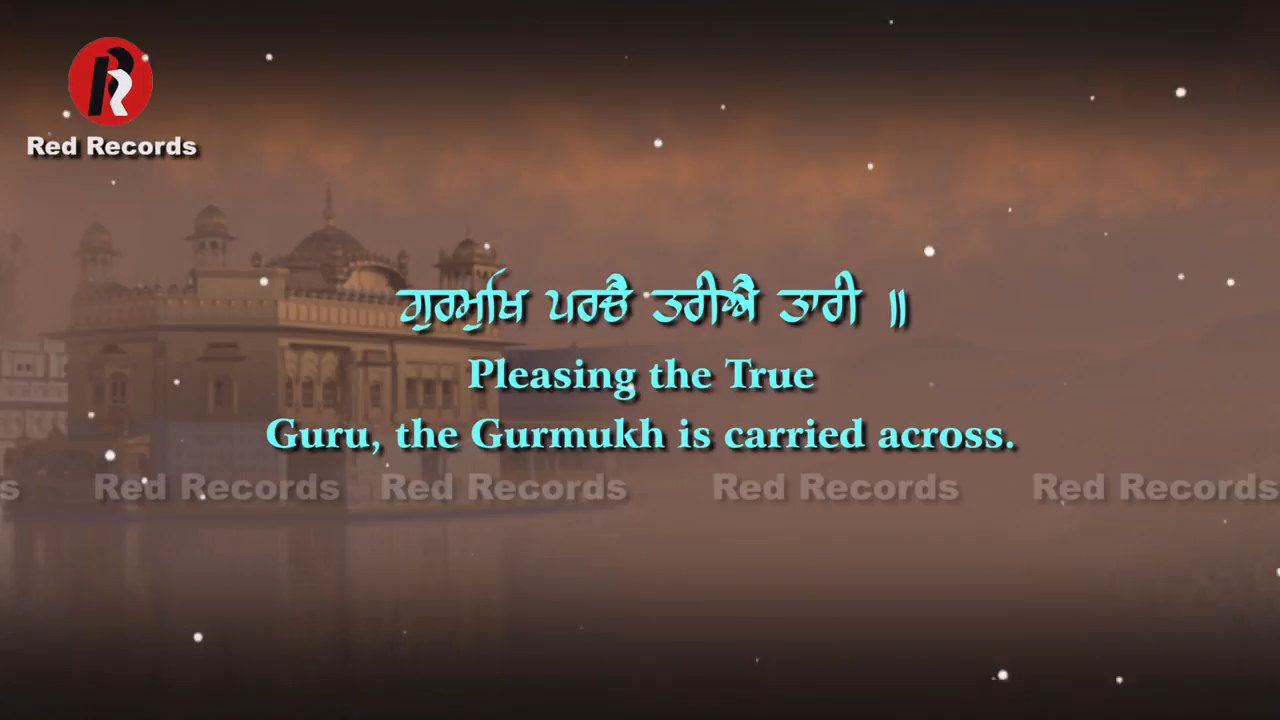 Red Records
ਗੁਰਮੁਖਿ ਪਰਚੈ ਤਰੀਐ ਤਾਰੀ ॥
Pleasing the True
Guru, the Gurmukh is carried across.
s Red Records Red Records Red Records Red Records